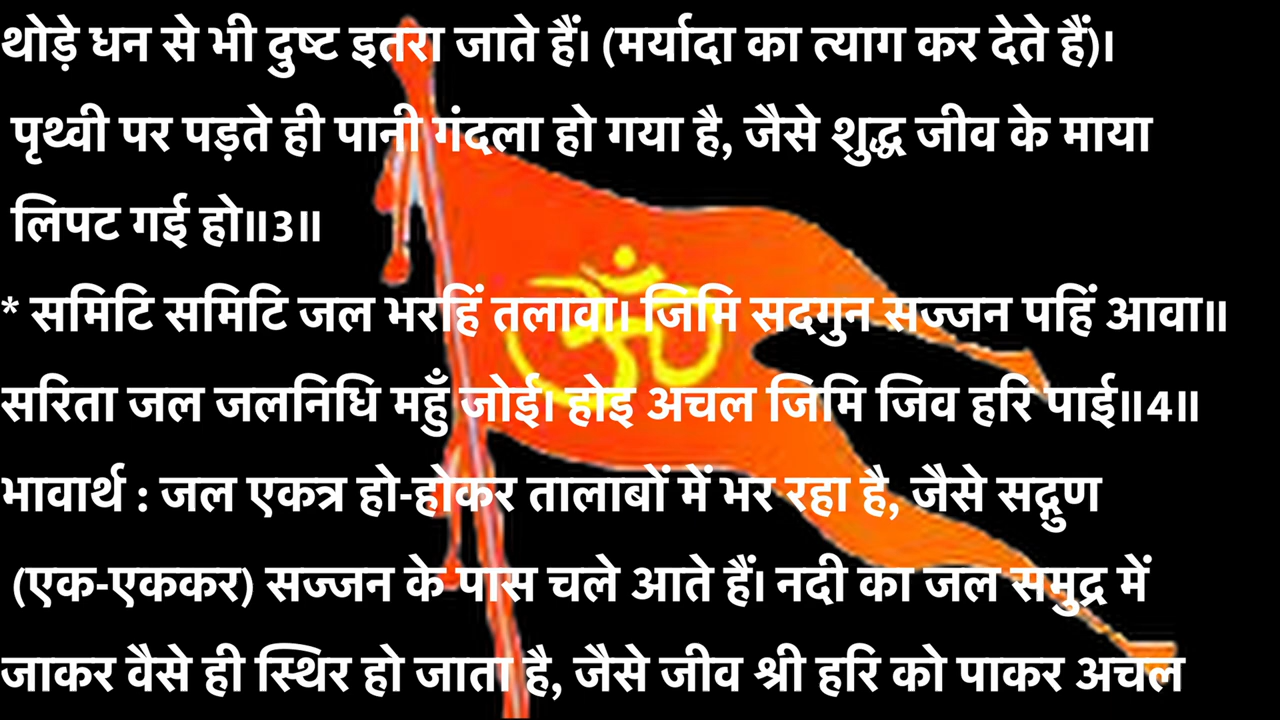 थोड़े धन से भी दुष्ट इतरा जाते हैं। (मर्यादा का त्याग कर देते हैं)।
पृथ्वी पर पड़ते ही पानी गंदला हो गया है, जैसे शुद्ध जीव के माया
लिपट गई हो॥3॥
* समिटि समिटि जल भरहिं तलावा। जिमि सदगुन सज्जन पहिं आवा॥
सरिता जल जलनिधि महुँ जोई। होइ अचल जिमि जिव हरि पाई॥4॥
भावार्थ : जल एकत्र हो-होकर तालाबों में भर रहा है, जैसे सद्गुण
(एक-एककर) सज्जन के पास चले आते हैं। नदी का जल समुद्र में
जाकर वैसे ही स्थिर हो जाता है, जैसे जीव श्री हरि को पाकर अचल
ॐ